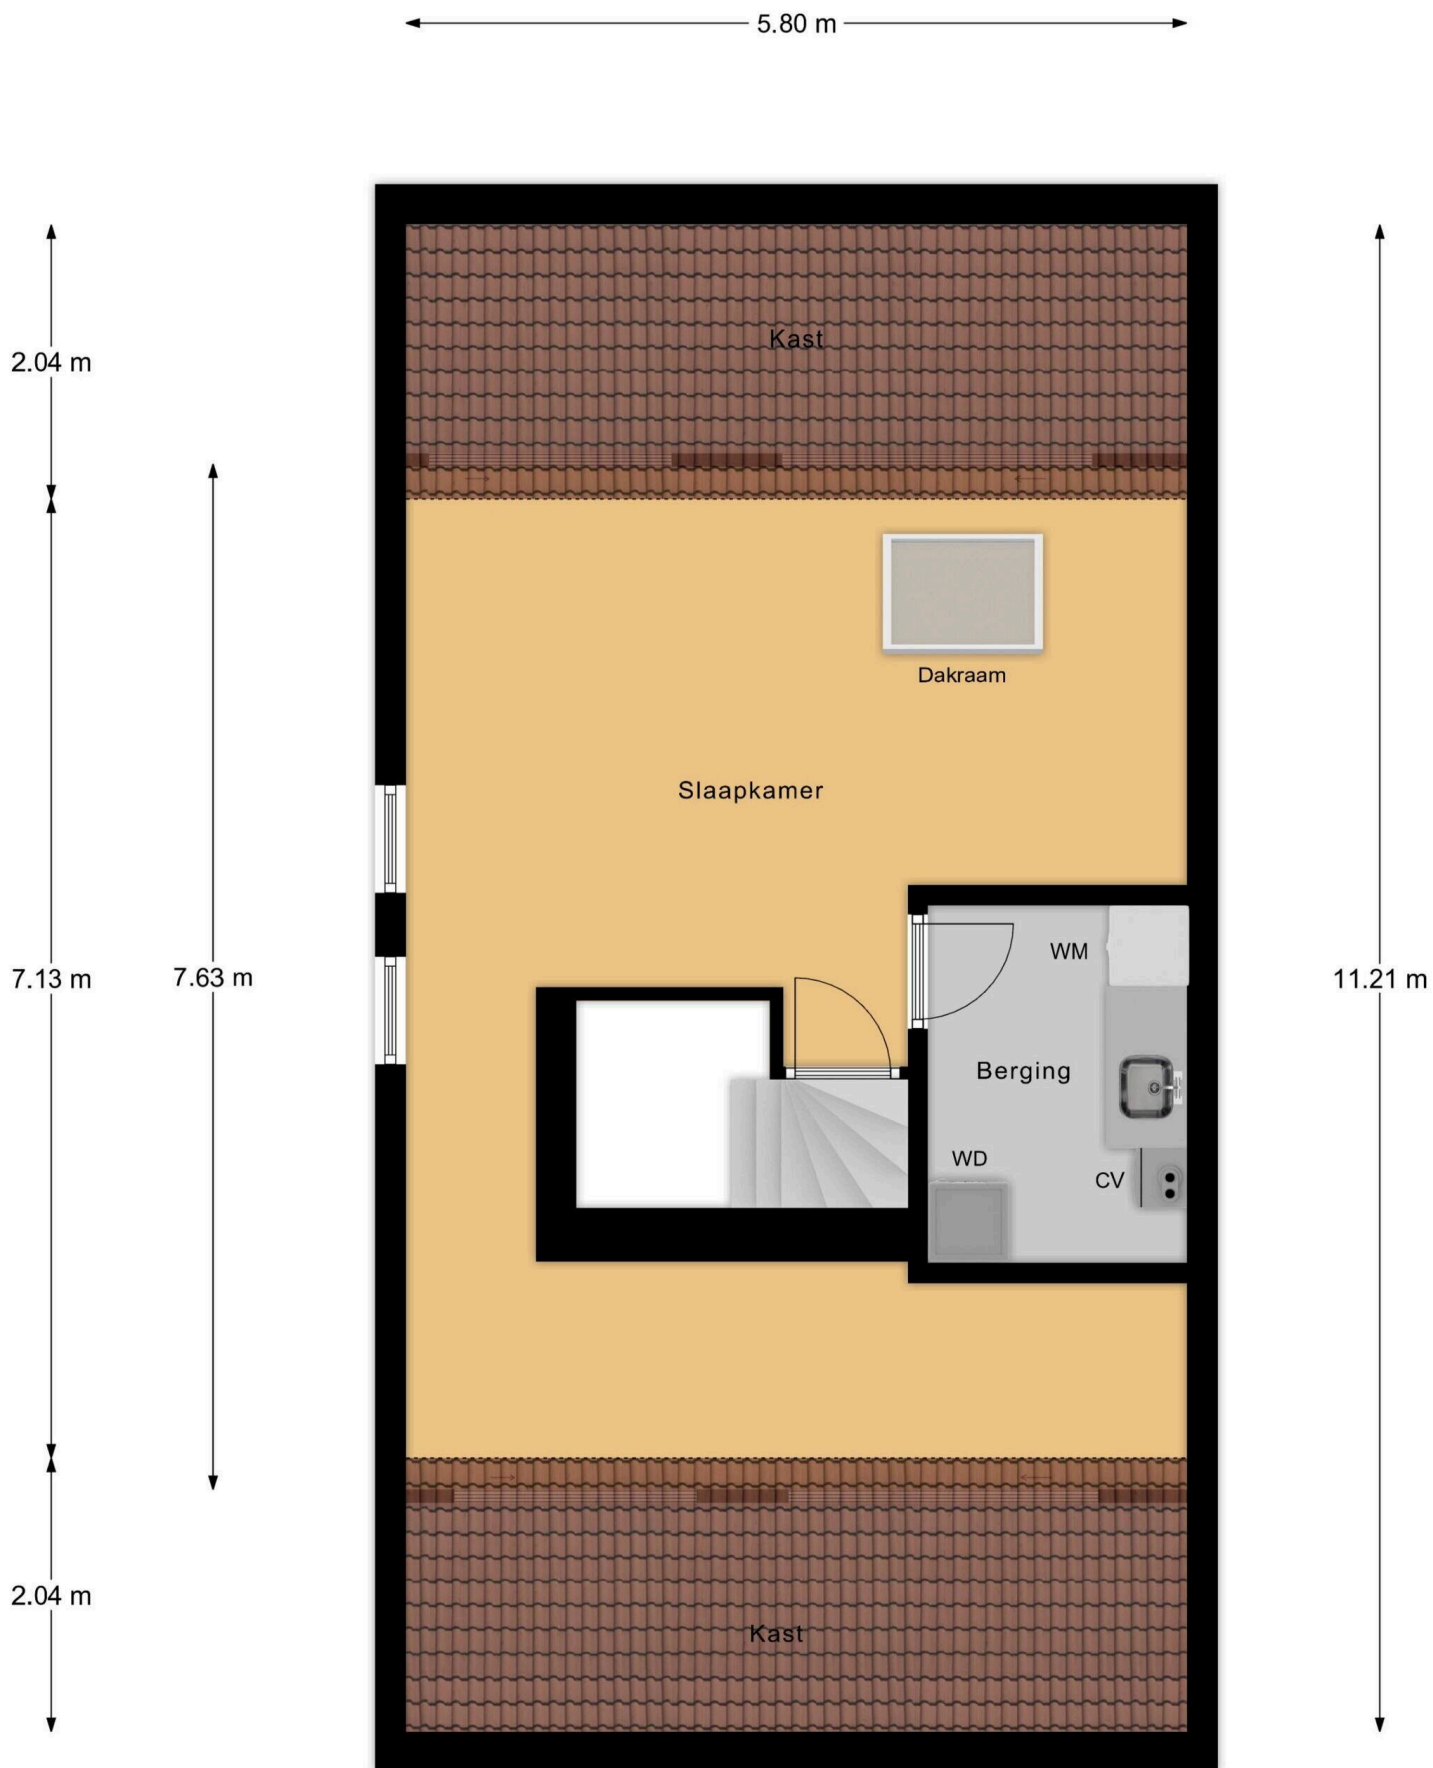 5.80 m
2.04 m
Kast
Dakraam
Slaapkamer
WM
7.13 m
7.63 m
11.21 m
Berging
WD
CV
2.04 m
Kast